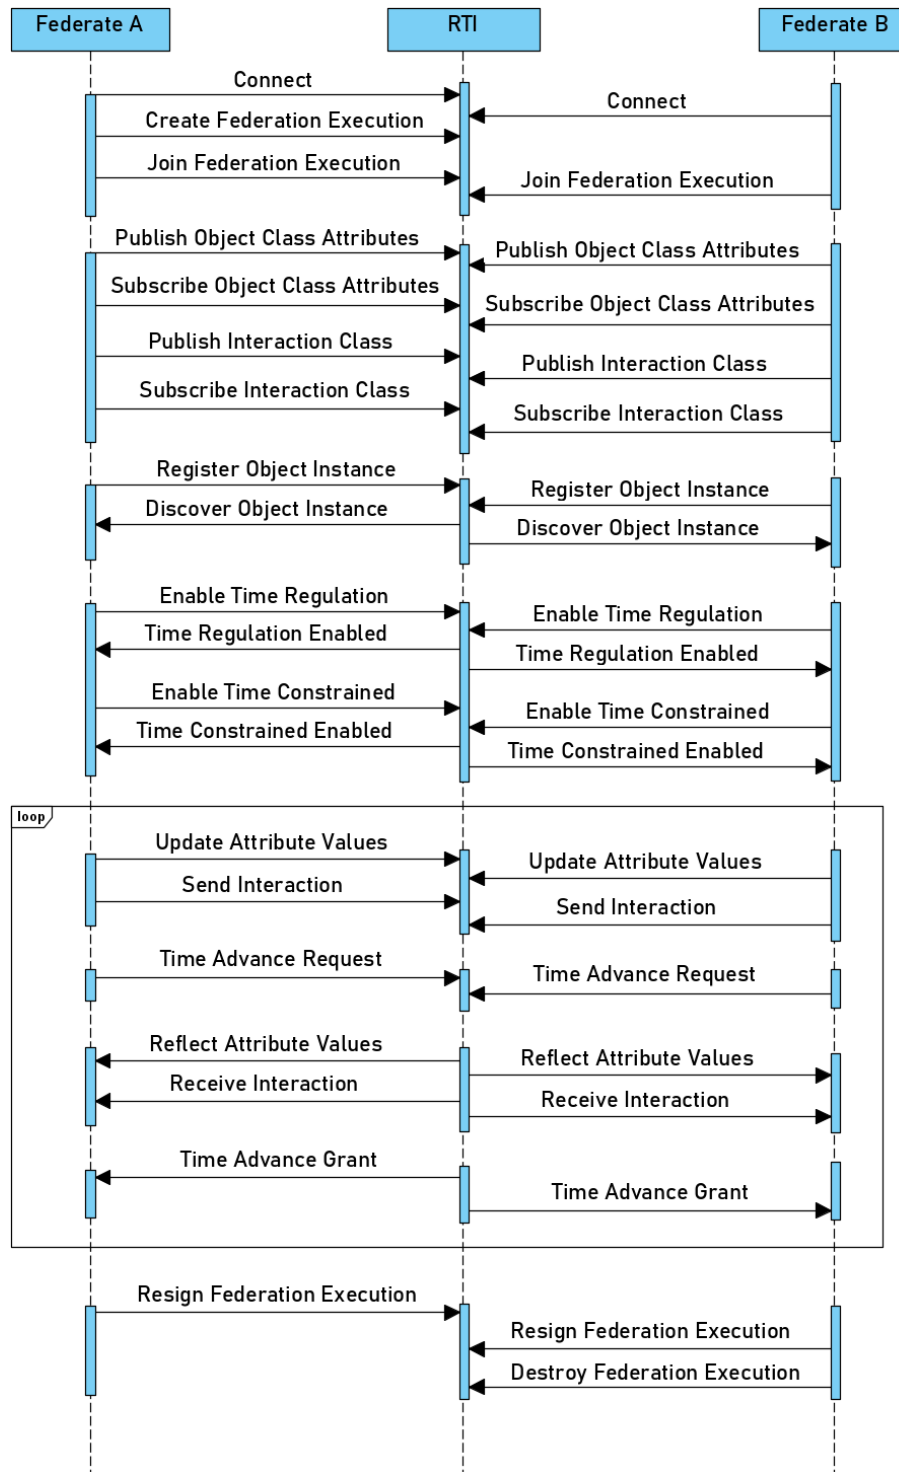 Federate A
RTI
Federate B
Connect
Connect
Create Federation Execution
Join Federation Execution
Join Federation Execution
Publish Object Class Attributes
Publish Object Class Attributes
Subscribe Object Class Attributes
Subscribe Object Class Attributes
Publish Interaction Class
Publish Interaction Class
Subscribe Interaction Class
Subscribe Interaction Class
Register Object Instance
Register Object Instance
Discover Object Instance
Discover Object Instance
Enable Time Regulation
Enable Time Regulation
Time Regulation Enabled
Time Regulation Enabled
Enable Time Constrained
Enable Time Constrained
Time Constrained Enabled
Time Constrained Enabled
loop
Update Attribute Values
Update Attribute Values
Send Interaction
Send Interaction
Time Advance Request
Time Advance Request
Reflect Attribute Values
Reflect Attribute Values
Receive Interaction
Receive Interaction
Time Advance Grant
Time Advance Grant
Resign Federation Execution
Resign Federation Execution
Destroy Federation Execution